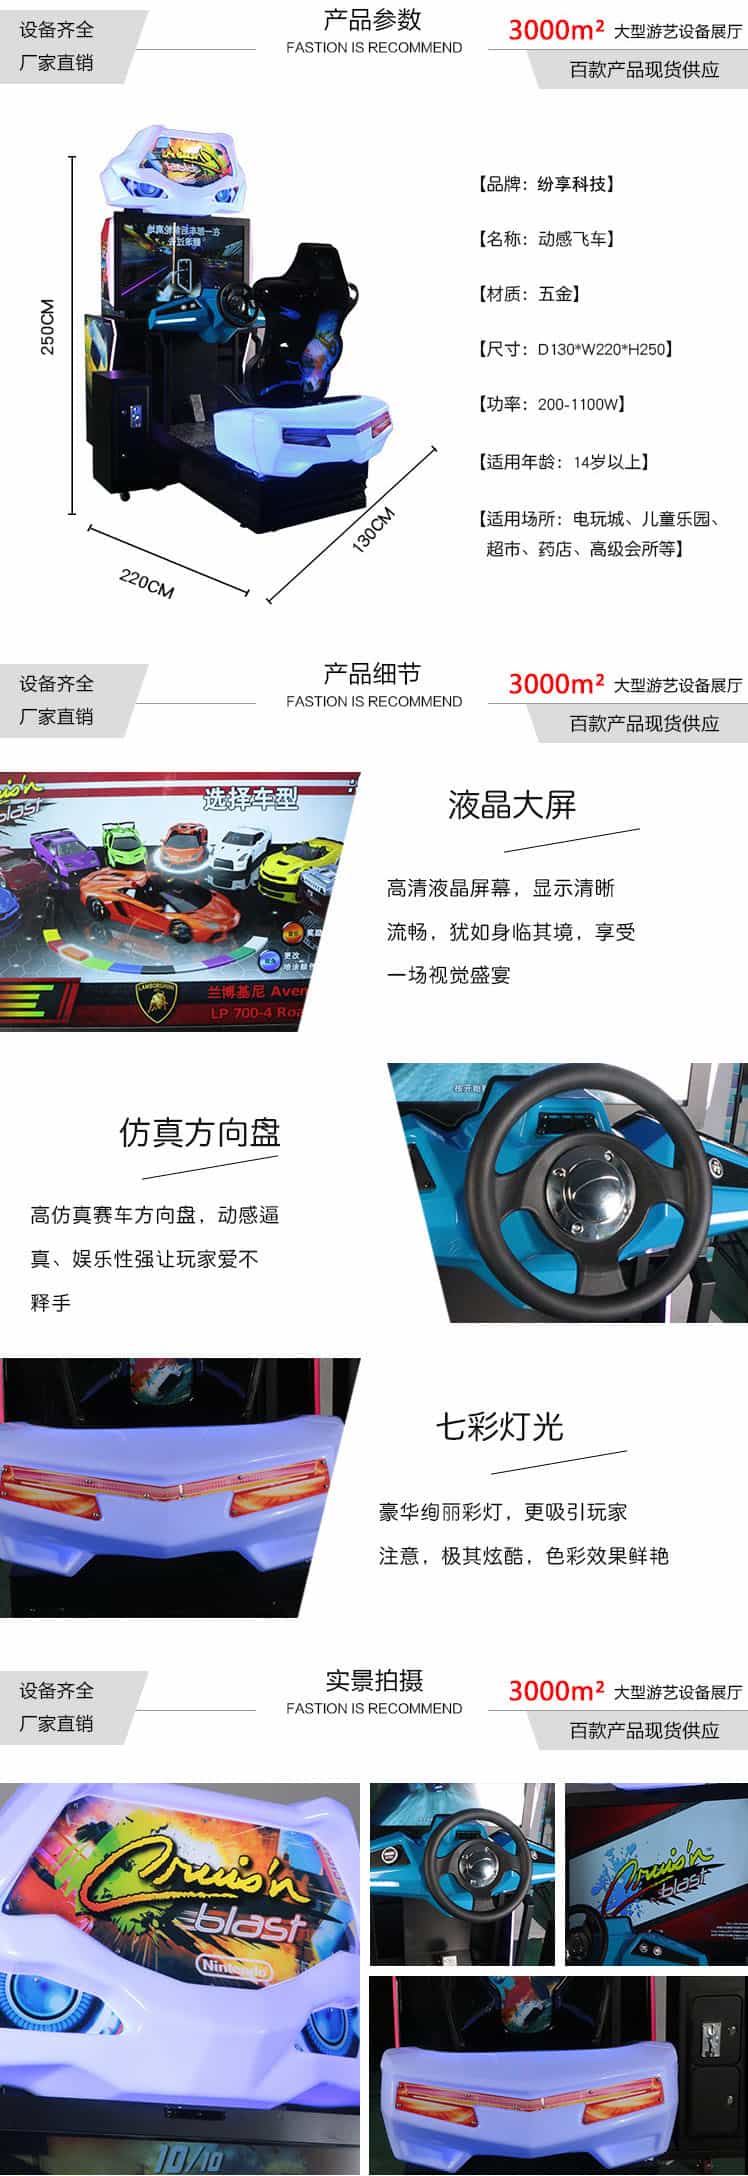 设备齐全
厂家直销
产品参数
FASTION IS RECOMMEND
3000m² 大型游艺设备展厅
百款产品现货供应
250CM
220CM
130CM
【品牌：纷享科技】
【名称：动感飞车】
【材质：五金】
【尺寸：D130*W220*H250】
【功率：200-1100W】
【适用年龄：14岁以上】
【适用场所：电玩城、儿童乐园、
超市、药店、高级会所等】
设备齐全
厂家直销
产品细节
FASTION IS RECOMMEND
3000m² 大型游艺设备展厅
百款产品现货供应
选择车型
更改
兰博基尼 Aven
LP 700-4 Roa
LAMBORGHINI
液晶大屏
高清液晶屏幕，显示清晰
流畅，犹如身临其境，享受
一场视觉盛宴
仿真方向盘
高仿真赛车方向盘，动感逼
真、娱乐性强让玩家爱不
释手
七彩灯光
豪华绚丽彩灯，更吸引玩家
注意，极其炫酷，色彩效果鲜艳
设备齐全
厂家直销
实景拍摄
FASTION IS RECOMMEND
3000m² 大型游艺设备展厅
百款产品现货供应
Cruis'n
blast
Nintendo
10/10
Cruis'n
blast